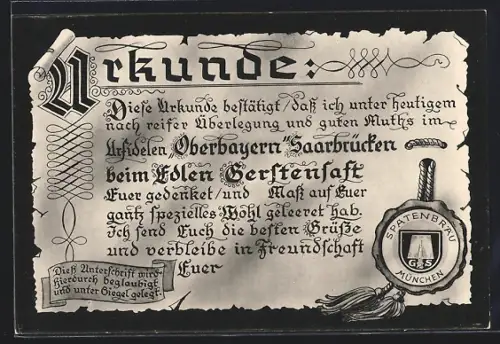 Urkunde:
Diese Urkunde bestätigt/daß ich unter heutigem
nach reifer Überlegung und guten Muths im
Urfidelen "Oberbayern" Saarbrücken
beim Edlen Gerstensaft
Euer gedenket/und Maß auf Euer
gantz spezielles Wohl geleeret hab.
Ich send Euch die besten Grüße
und verbleibe in Freundschaft
Euer
Dieß Unterschrift wird
hierdurch beglaubigt
und unter Siegel gelegt.
SPATENBRÄU
G S
MÜNCHEN